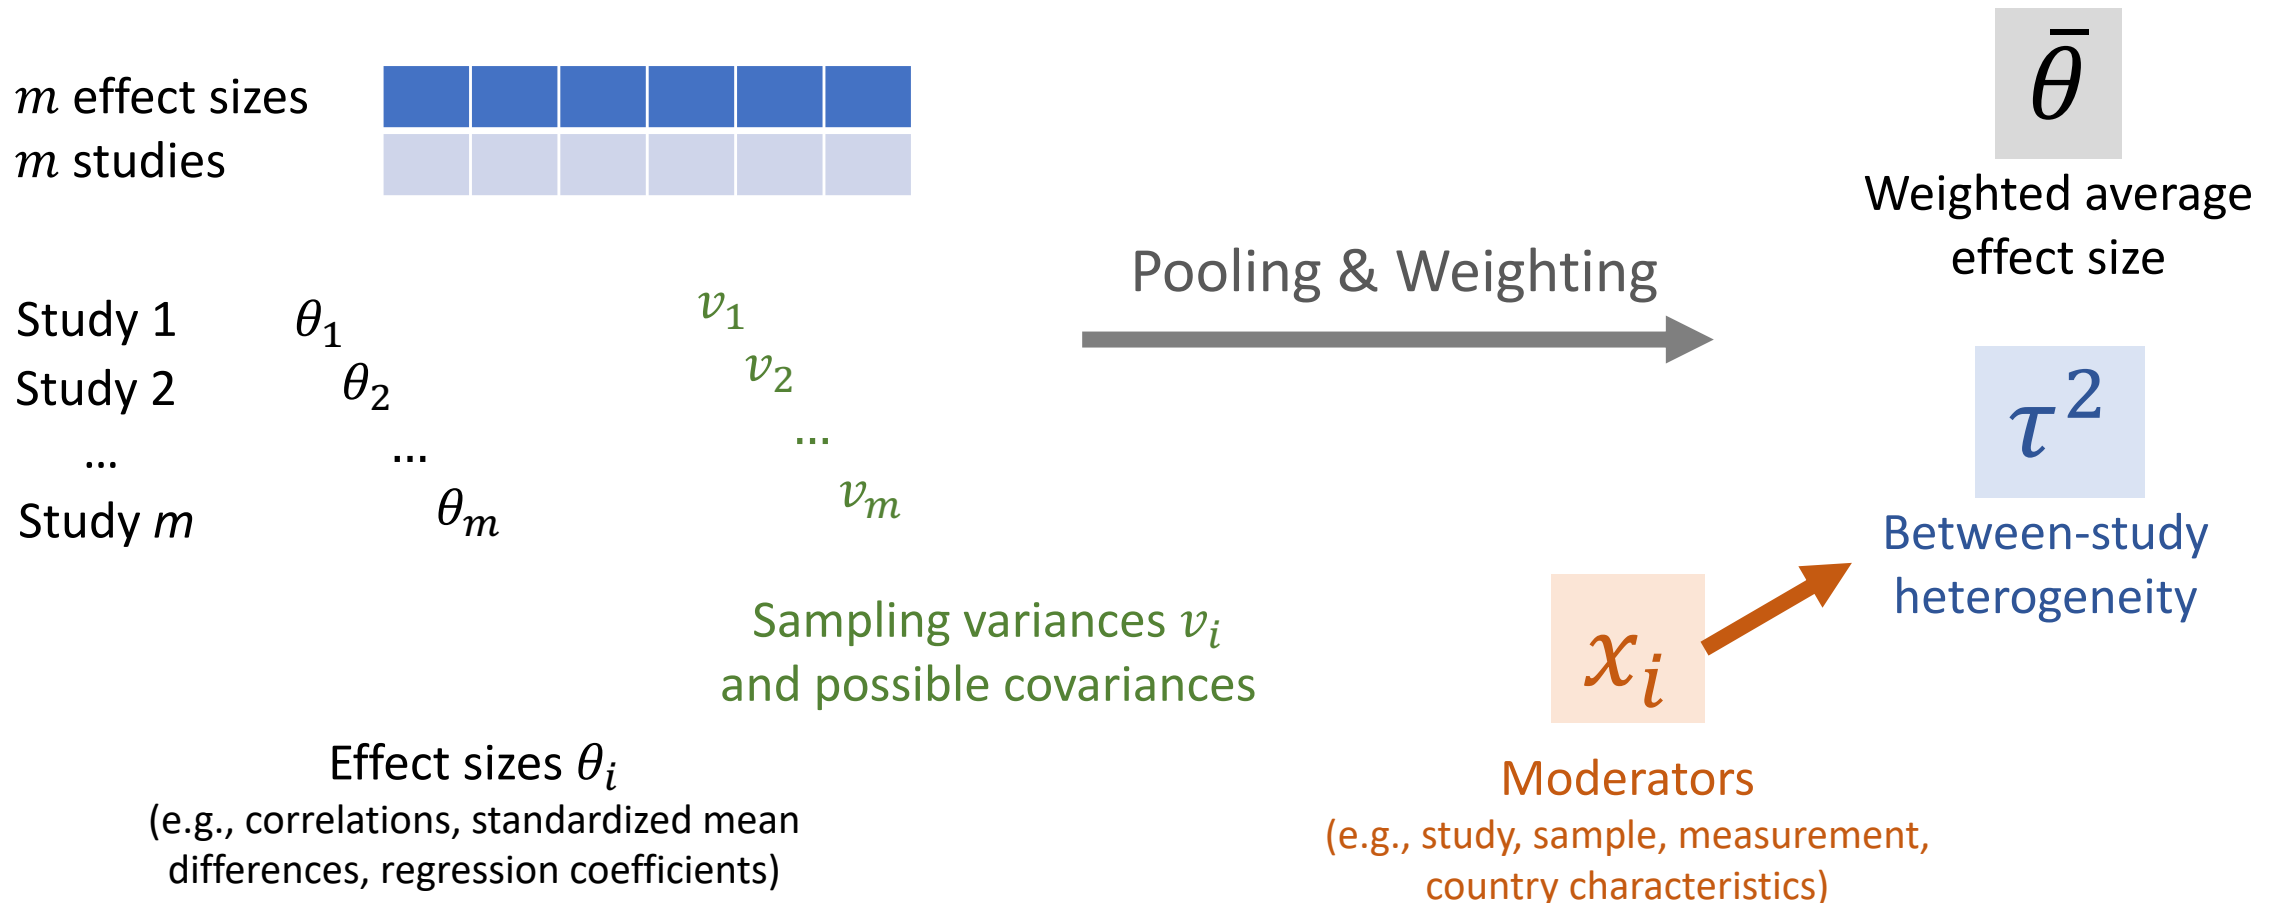 m effect sizes
m studies
Study 1 θ₁ v₁
Study 2 θ₂ v₂
... ... ...
Study m θₘ vₘ
Sampling variances vᵢ
and possible covariances
Effect sizes θᵢ
(e.g., correlations, standardized mean
differences, regression coefficients)
Pooling & Weighting
θ̄
Weighted average
effect size
τ²
Between-study
heterogeneity
xᵢ
Moderators
(e.g., study, sample, measurement,
country characteristics)